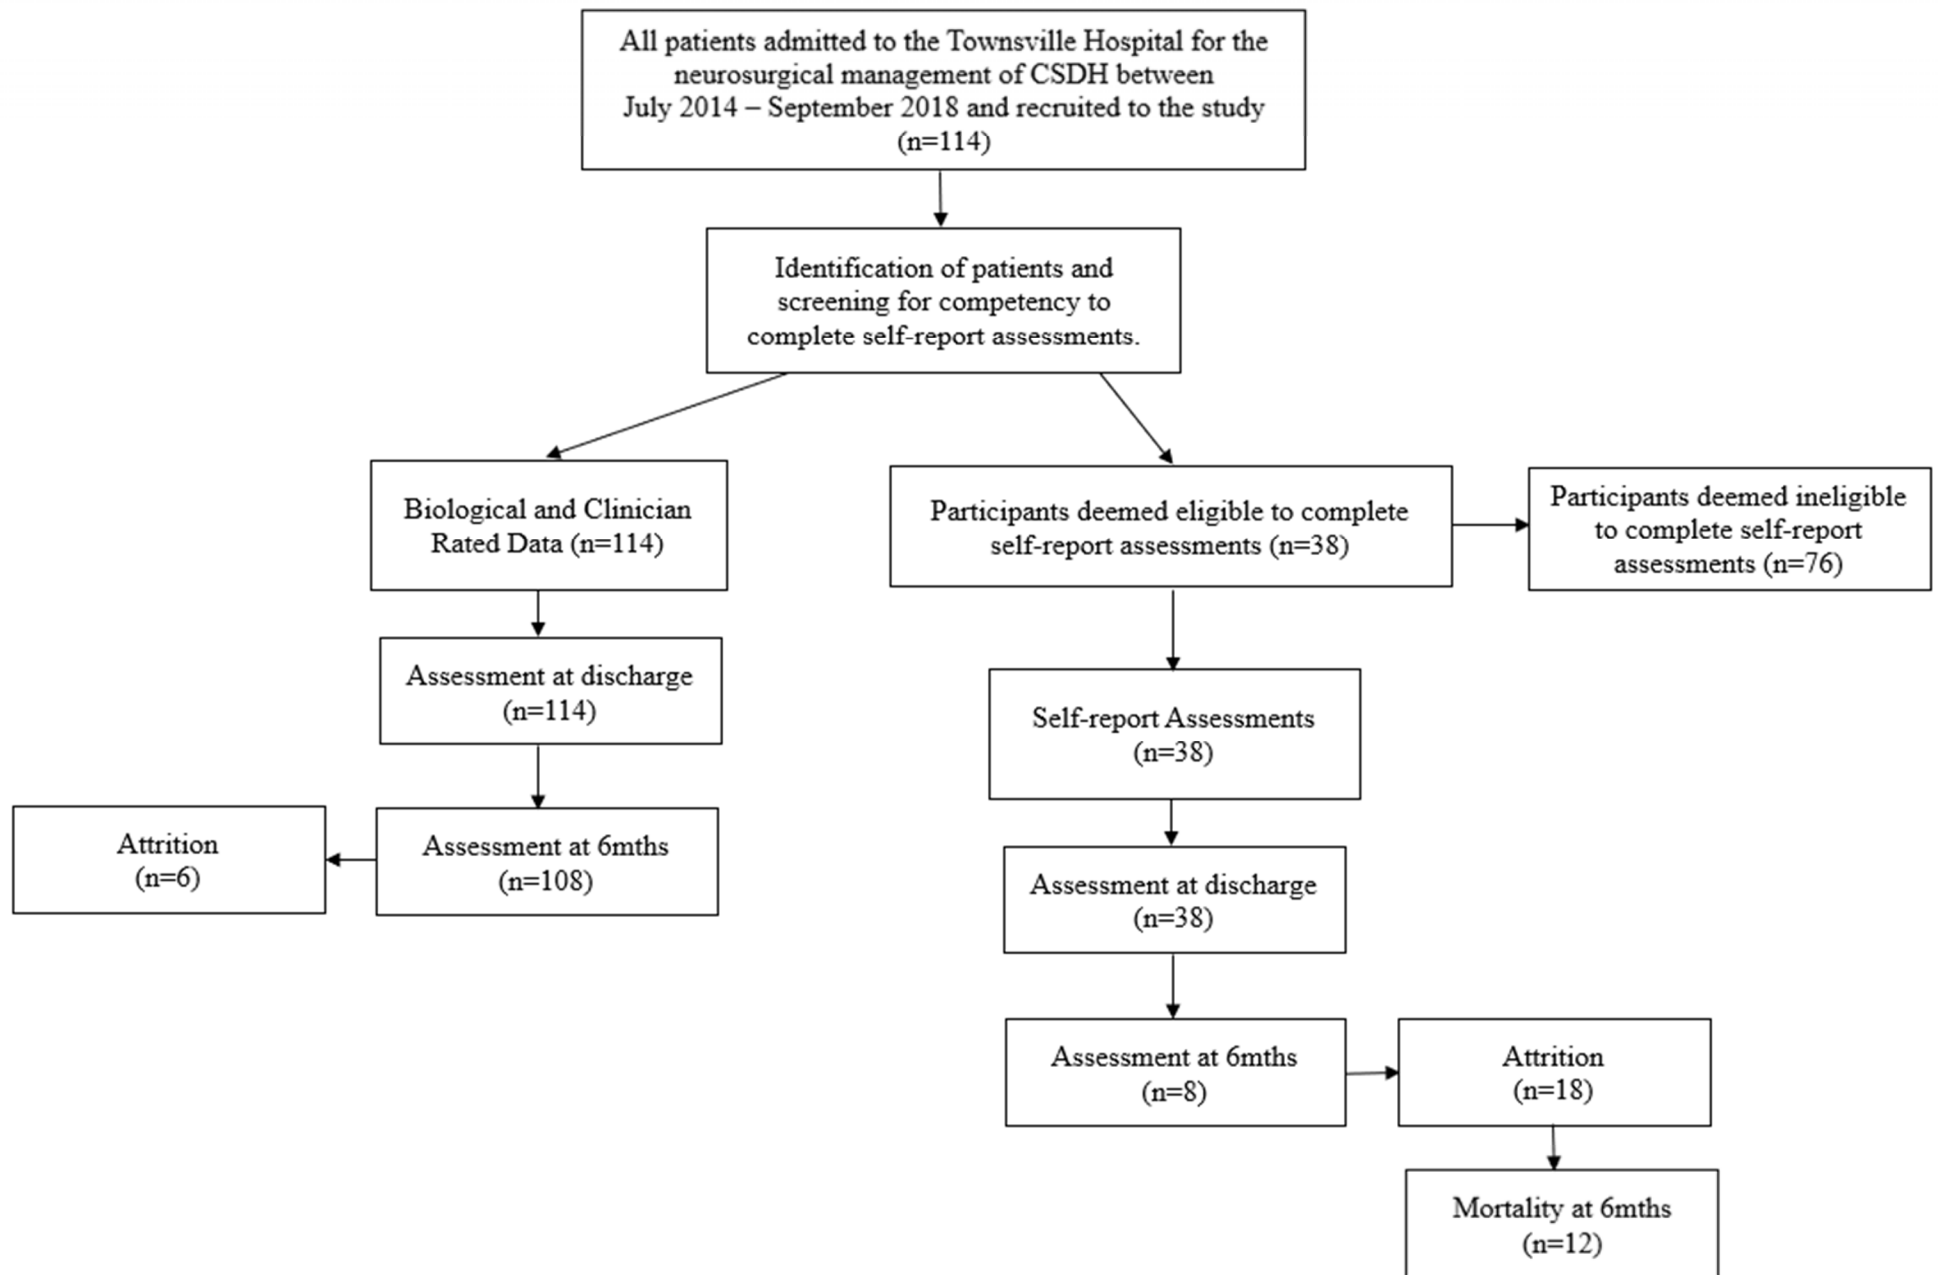 All patients admitted to the Townsville Hospital for the
neurosurgical management of CSDH between
July 2014 – September 2018 and recruited to the study
(n=114)
Identification of patients and
screening for competency to
complete self-report assessments.
Biological and Clinician
Rated Data (n=114)
Participants deemed eligible to complete
self-report assessments (n=38)
Participants deemed ineligible
to complete self-report
assessments (n=76)
Assessment at discharge
(n=114)
Self-report Assessments
(n=38)
Attrition
(n=6)
Assessment at 6mths
(n=108)
Assessment at discharge
(n=38)
Assessment at 6mths
(n=8)
Attrition
(n=18)
Mortality at 6mths
(n=12)